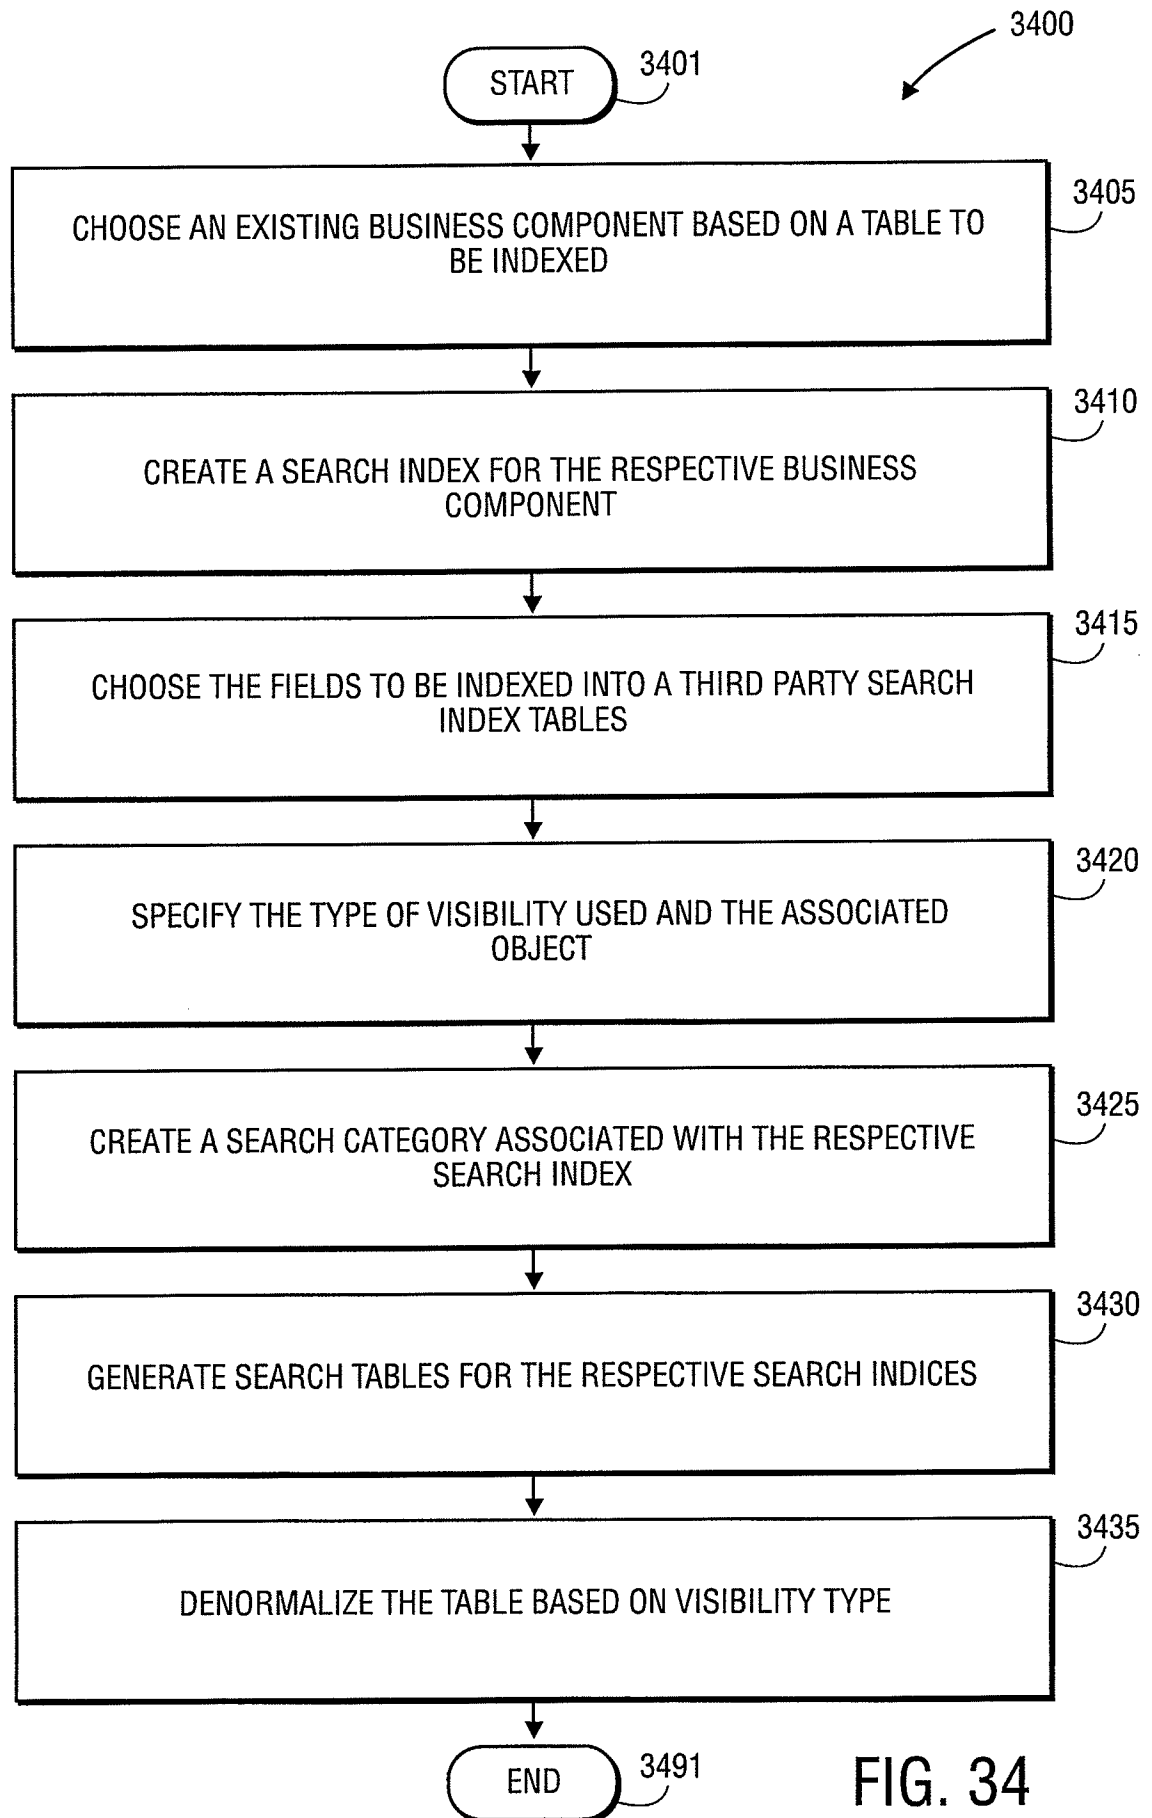 3400
START
3401
CHOOSE AN EXISTING BUSINESS COMPONENT BASED ON A TABLE TO
BE INDEXED
3405
CREATE A SEARCH INDEX FOR THE RESPECTIVE BUSINESS
COMPONENT
3410
CHOOSE THE FIELDS TO BE INDEXED INTO A THIRD PARTY SEARCH
INDEX TABLES
3415
SPECIFY THE TYPE OF VISIBILITY USED AND THE ASSOCIATED
OBJECT
3420
CREATE A SEARCH CATEGORY ASSOCIATED WITH THE RESPECTIVE
SEARCH INDEX
3425
GENERATE SEARCH TABLES FOR THE RESPECTIVE SEARCH INDICES
3430
DENORMALIZE THE TABLE BASED ON VISIBILITY TYPE
3435
END
3491
FIG. 34